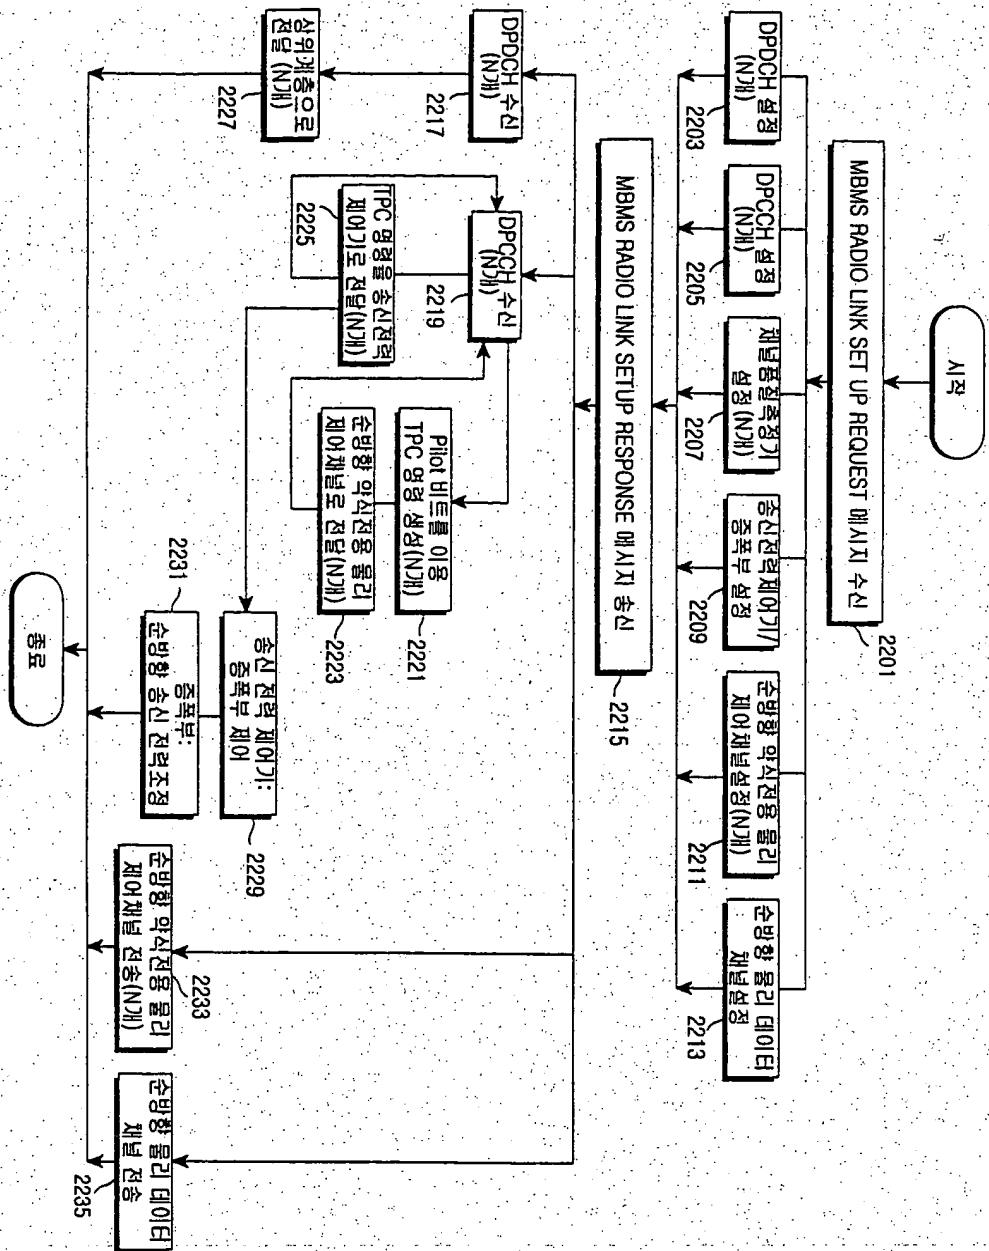 시작
MBMS RADIO LINK SET UP REQUEST 메시지 수신
2201
DPDCH 설정
(N개)
2203
DPCCH 설정
(N개)
2205
채널품질측정기
설정(N개)
2207
송신전력제어기/
증폭부 설정
2209
순방향 약식전용 물리
제어채널설정(N개)
2211
순방향 물리 데이터
채널설정
2213
MBMS RADIO LINK SETUP RESPONSE 메시지 송신
2215
DPDCH 수신
(N개)
2217
DPCCH 수신
(N개)
2219
Pilot 비트를 이용
TPC 명령 생성(N개)
2221
순방향 약식전용 물리
제어채널로 전달(N개)
2223
TPC 명령을 송신전력
제어기로 전달(N개)
2225
상위계층으로
전달 (N개)
2227
송신 전력 제어기:
증폭부 제어
2229
증폭부:
순방향 송신 전력조정
2231
순방향 약식전용 물리
제어채널 전송(N개)
2233
순방향 물리 데이터
채널 전송
2235
종료